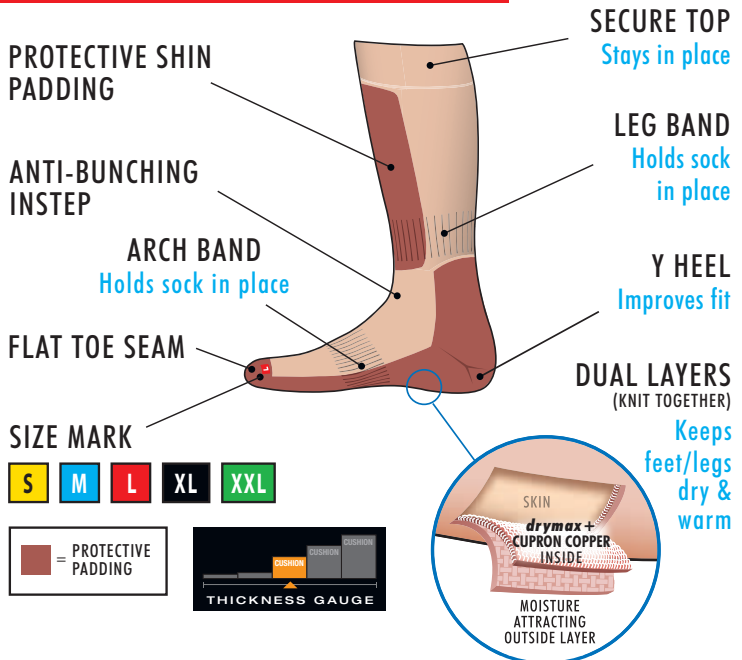 PROTECTIVE SHIN
PADDING
SECURE TOP
Stays in place
ANTI-BUNCHING
INSTEP
LEG BAND
Holds sock
in place
ARCH BAND
Holds sock in place
Y HEEL
Improves fit
FLAT TOE SEAM
L
DUAL LAYERS
(KNIT TOGETHER)
Keeps
feet/legs
dry &
warm
SIZE MARK
S M L XL XXL
= PROTECTIVE
PADDING
CUSHION
CUSHION
CUSHION
THICKNESS GAUGE
SKIN
drymax +
CUPRON COPPER
INSIDE
MOISTURE
ATTRACTING
OUTSIDE LAYER